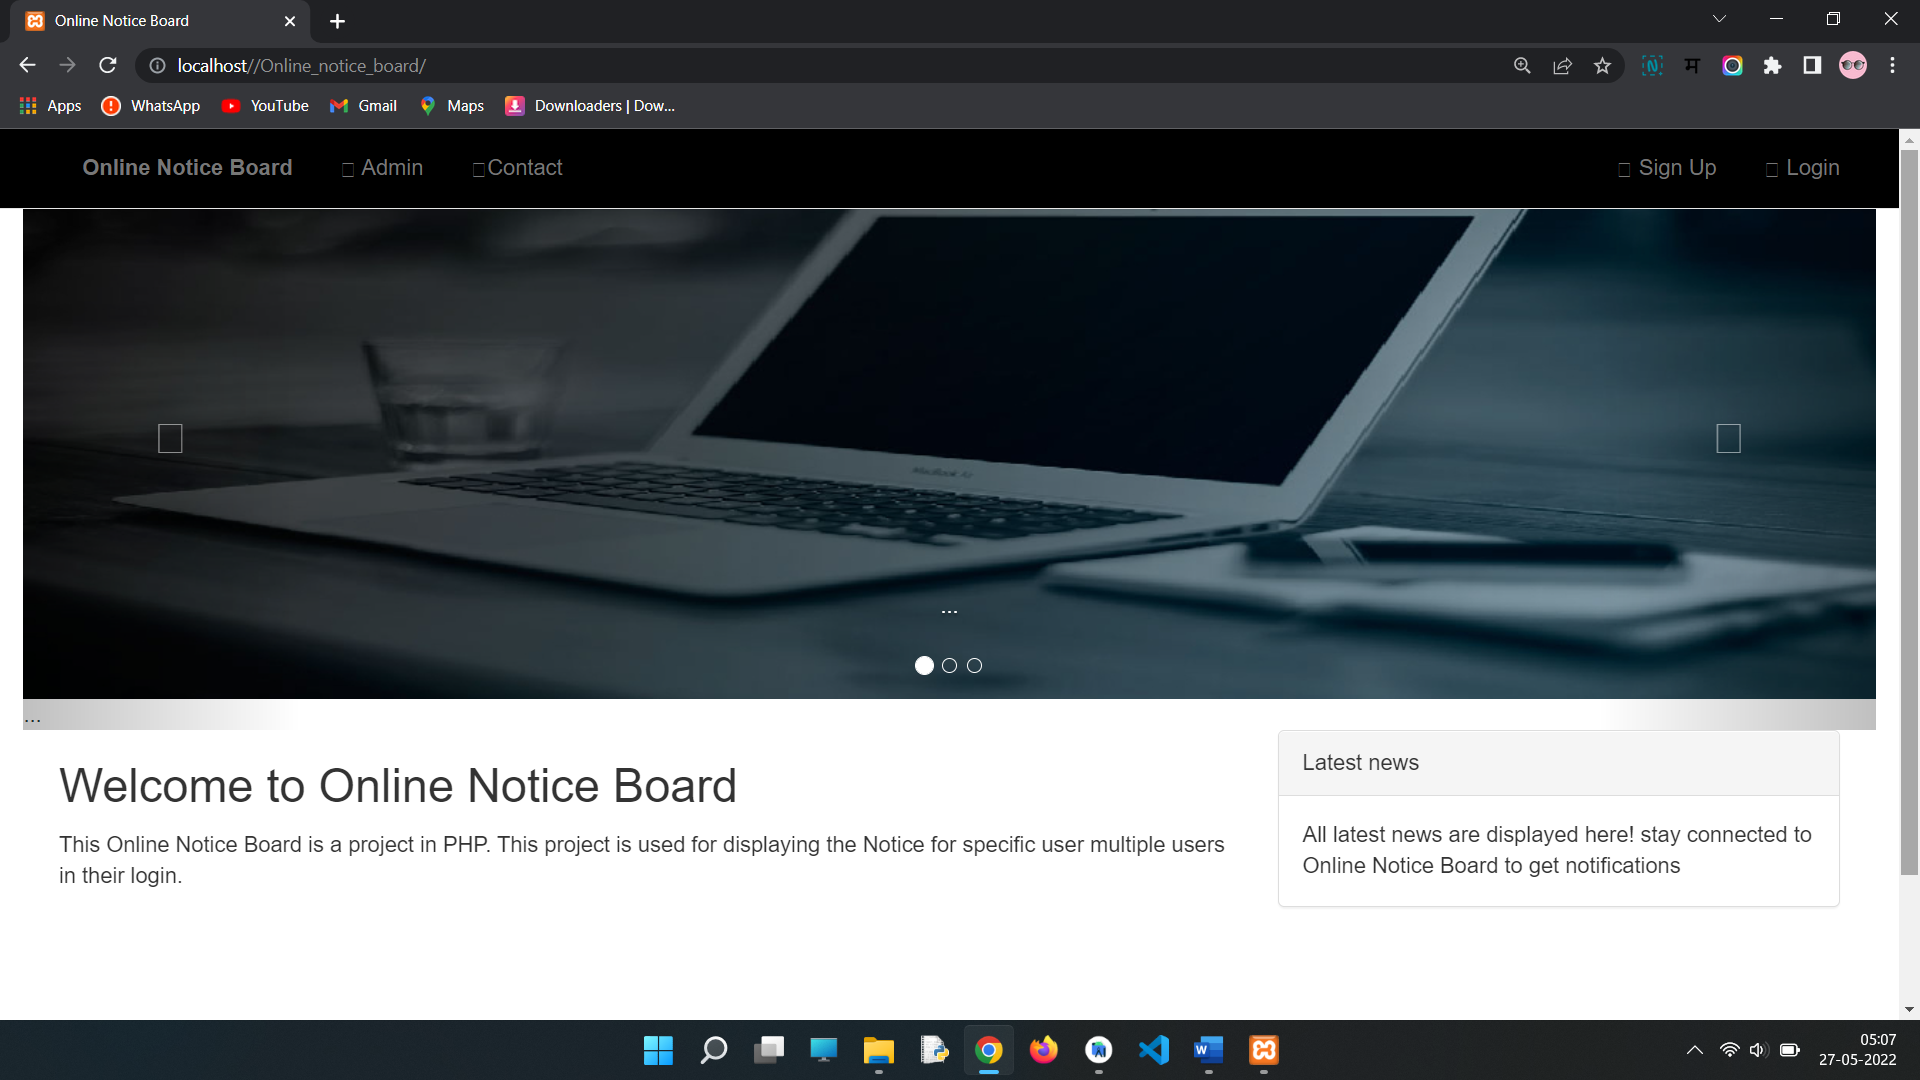 Online Notice Board
localhost//Online_notice_board/
Apps WhatsApp YouTube Gmail Maps Downloaders | Dow...
Online Notice Board Admin Contact Sign Up Login
...
...
Welcome to Online Notice Board
This Online Notice Board is a project in PHP. This project is used for displaying the Notice for specific user multiple users
in their login.
Latest news
All latest news are displayed here! stay connected to
Online Notice Board to get notifications
05:07
27-05-2022